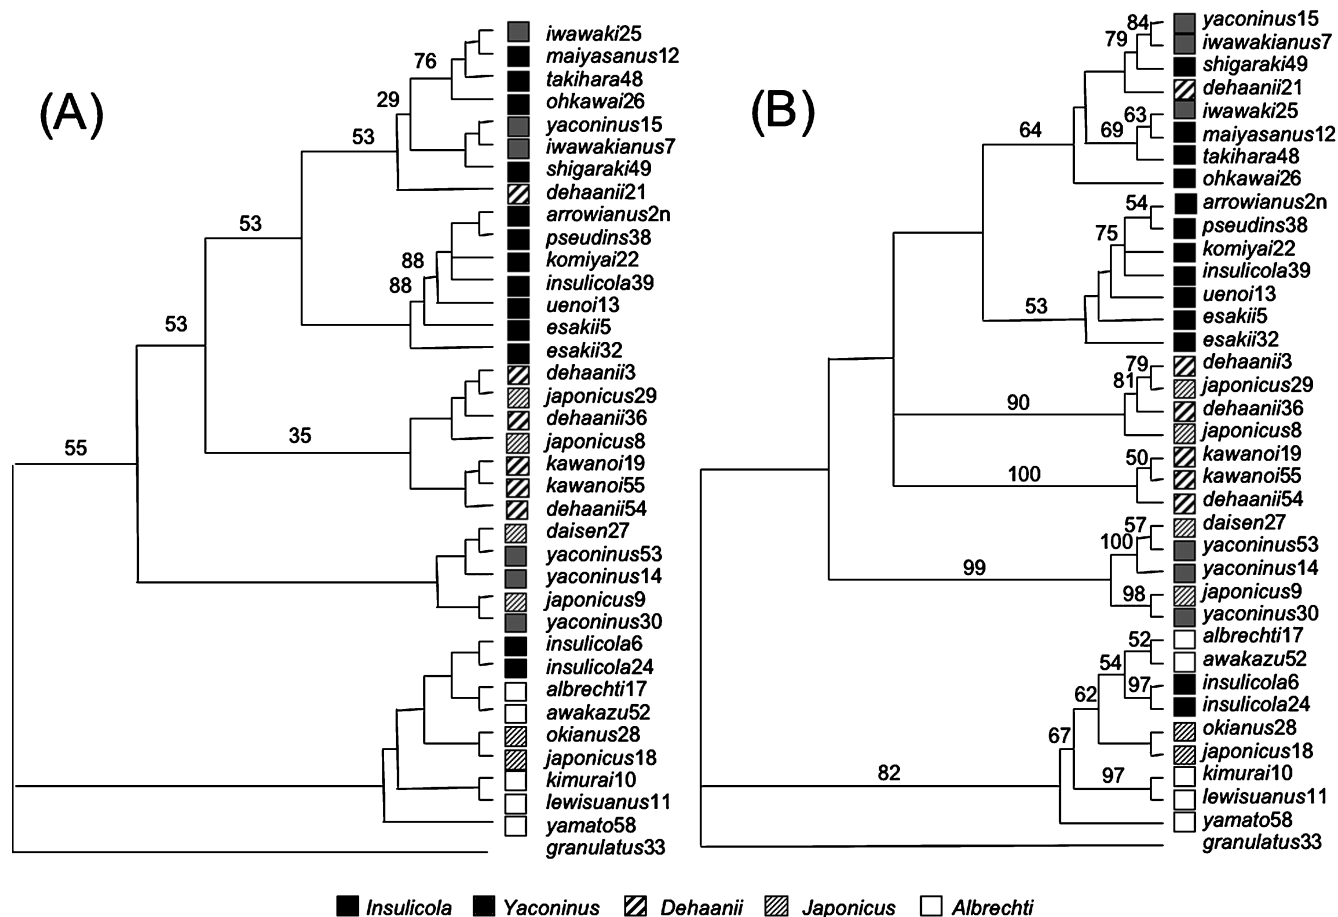 (A)
76
29
53
53
88
88
53
35
55
iwawaki25
maiyasanus12
takihara48
ohkawai26
yaconinus15
iwawakianus7
shigaraki49
dehaanii21
arrowianus2n
pseudins38
komiyai22
insulicola39
uenoi13
esakii5
esakii32
dehaanii3
japonicus29
dehaanii36
japonicus8
kawanoi19
kawanoi55
dehaanii54
daisen27
yaconinus53
yaconinus14
japonicus9
yaconinus30
insulicola6
insulicola24
albrechti17
awakazu52
okianus28
japonicus18
kimurai10
lewisuanus11
yamato58
granulatus33
(B)
84
79
63
64
69
54
75
53
79
81
90
50
100
57
100
99
98
52
54
97
62
67
82
97
yaconinus15
iwawakianus7
shigaraki49
dehaanii21
iwawaki25
maiyasanus12
takihara48
ohkawai26
arrowianus2n
pseudins38
komiyai22
insulicola39
uenoi13
esakii5
esakii32
dehaanii3
japonicus29
dehaanii36
japonicus8
kawanoi19
kawanoi55
dehaanii54
daisen27
yaconinus53
yaconinus14
japonicus9
yaconinus30
albrechti17
awakazu52
insulicola6
insulicola24
okianus28
japonicus18
kimurai10
lewisuanus11
yamato58
granulatus33
Insulicola Yaconinus Dehaanii Japonicus Albrechti